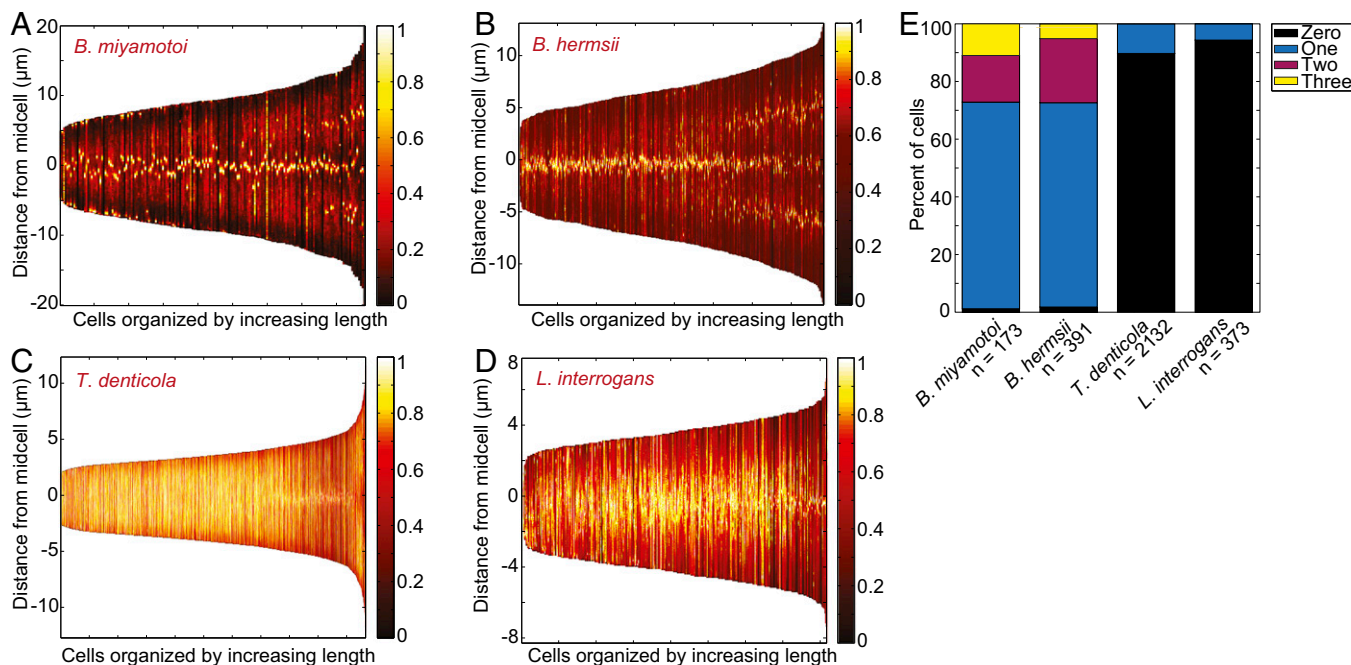 A
B. miyamotoi
Distance from midcell (µm)
20
10
0
-10
-20
Cells organized by increasing length
1
0.8
0.6
0.4
0.2
0
B
B. hermsii
Distance from midcell (µm)
10
5
0
-5
-10
Cells organized by increasing length
1
0.8
0.6
0.4
0.2
0
C
T. denticola
Distance from midcell (µm)
10
5
0
-5
-10
Cells organized by increasing length
1
0.8
0.6
0.4
0.2
0
D
L. interrogans
Distance from midcell (µm)
8
4
0
-4
-8
Cells organized by increasing length
1
0.8
0.6
0.4
0.2
0
E
Percent of cells
100
80
60
40
20
0
B. miyamotoi
n = 173
B. hermsii
n = 391
T. denticola
n = 2132
L. interrogans
n = 373
Zero
One
Two
Three